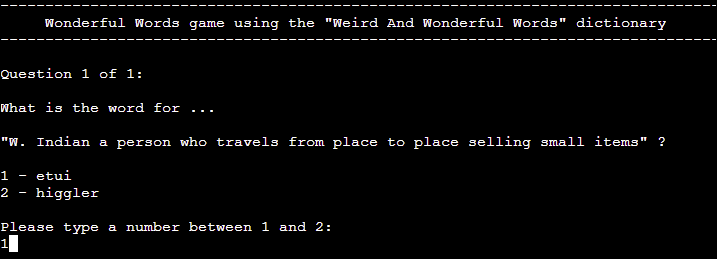 --------------------------------------------------------------------------------
Wonderful Words game using the "Weird And Wonderful Words" dictionary
--------------------------------------------------------------------------------
Question 1 of 1:
What is the word for ...
"W. Indian a person who travels from place to place selling small items" ?
1 - etui
2 - higgler
Please type a number between 1 and 2:
1